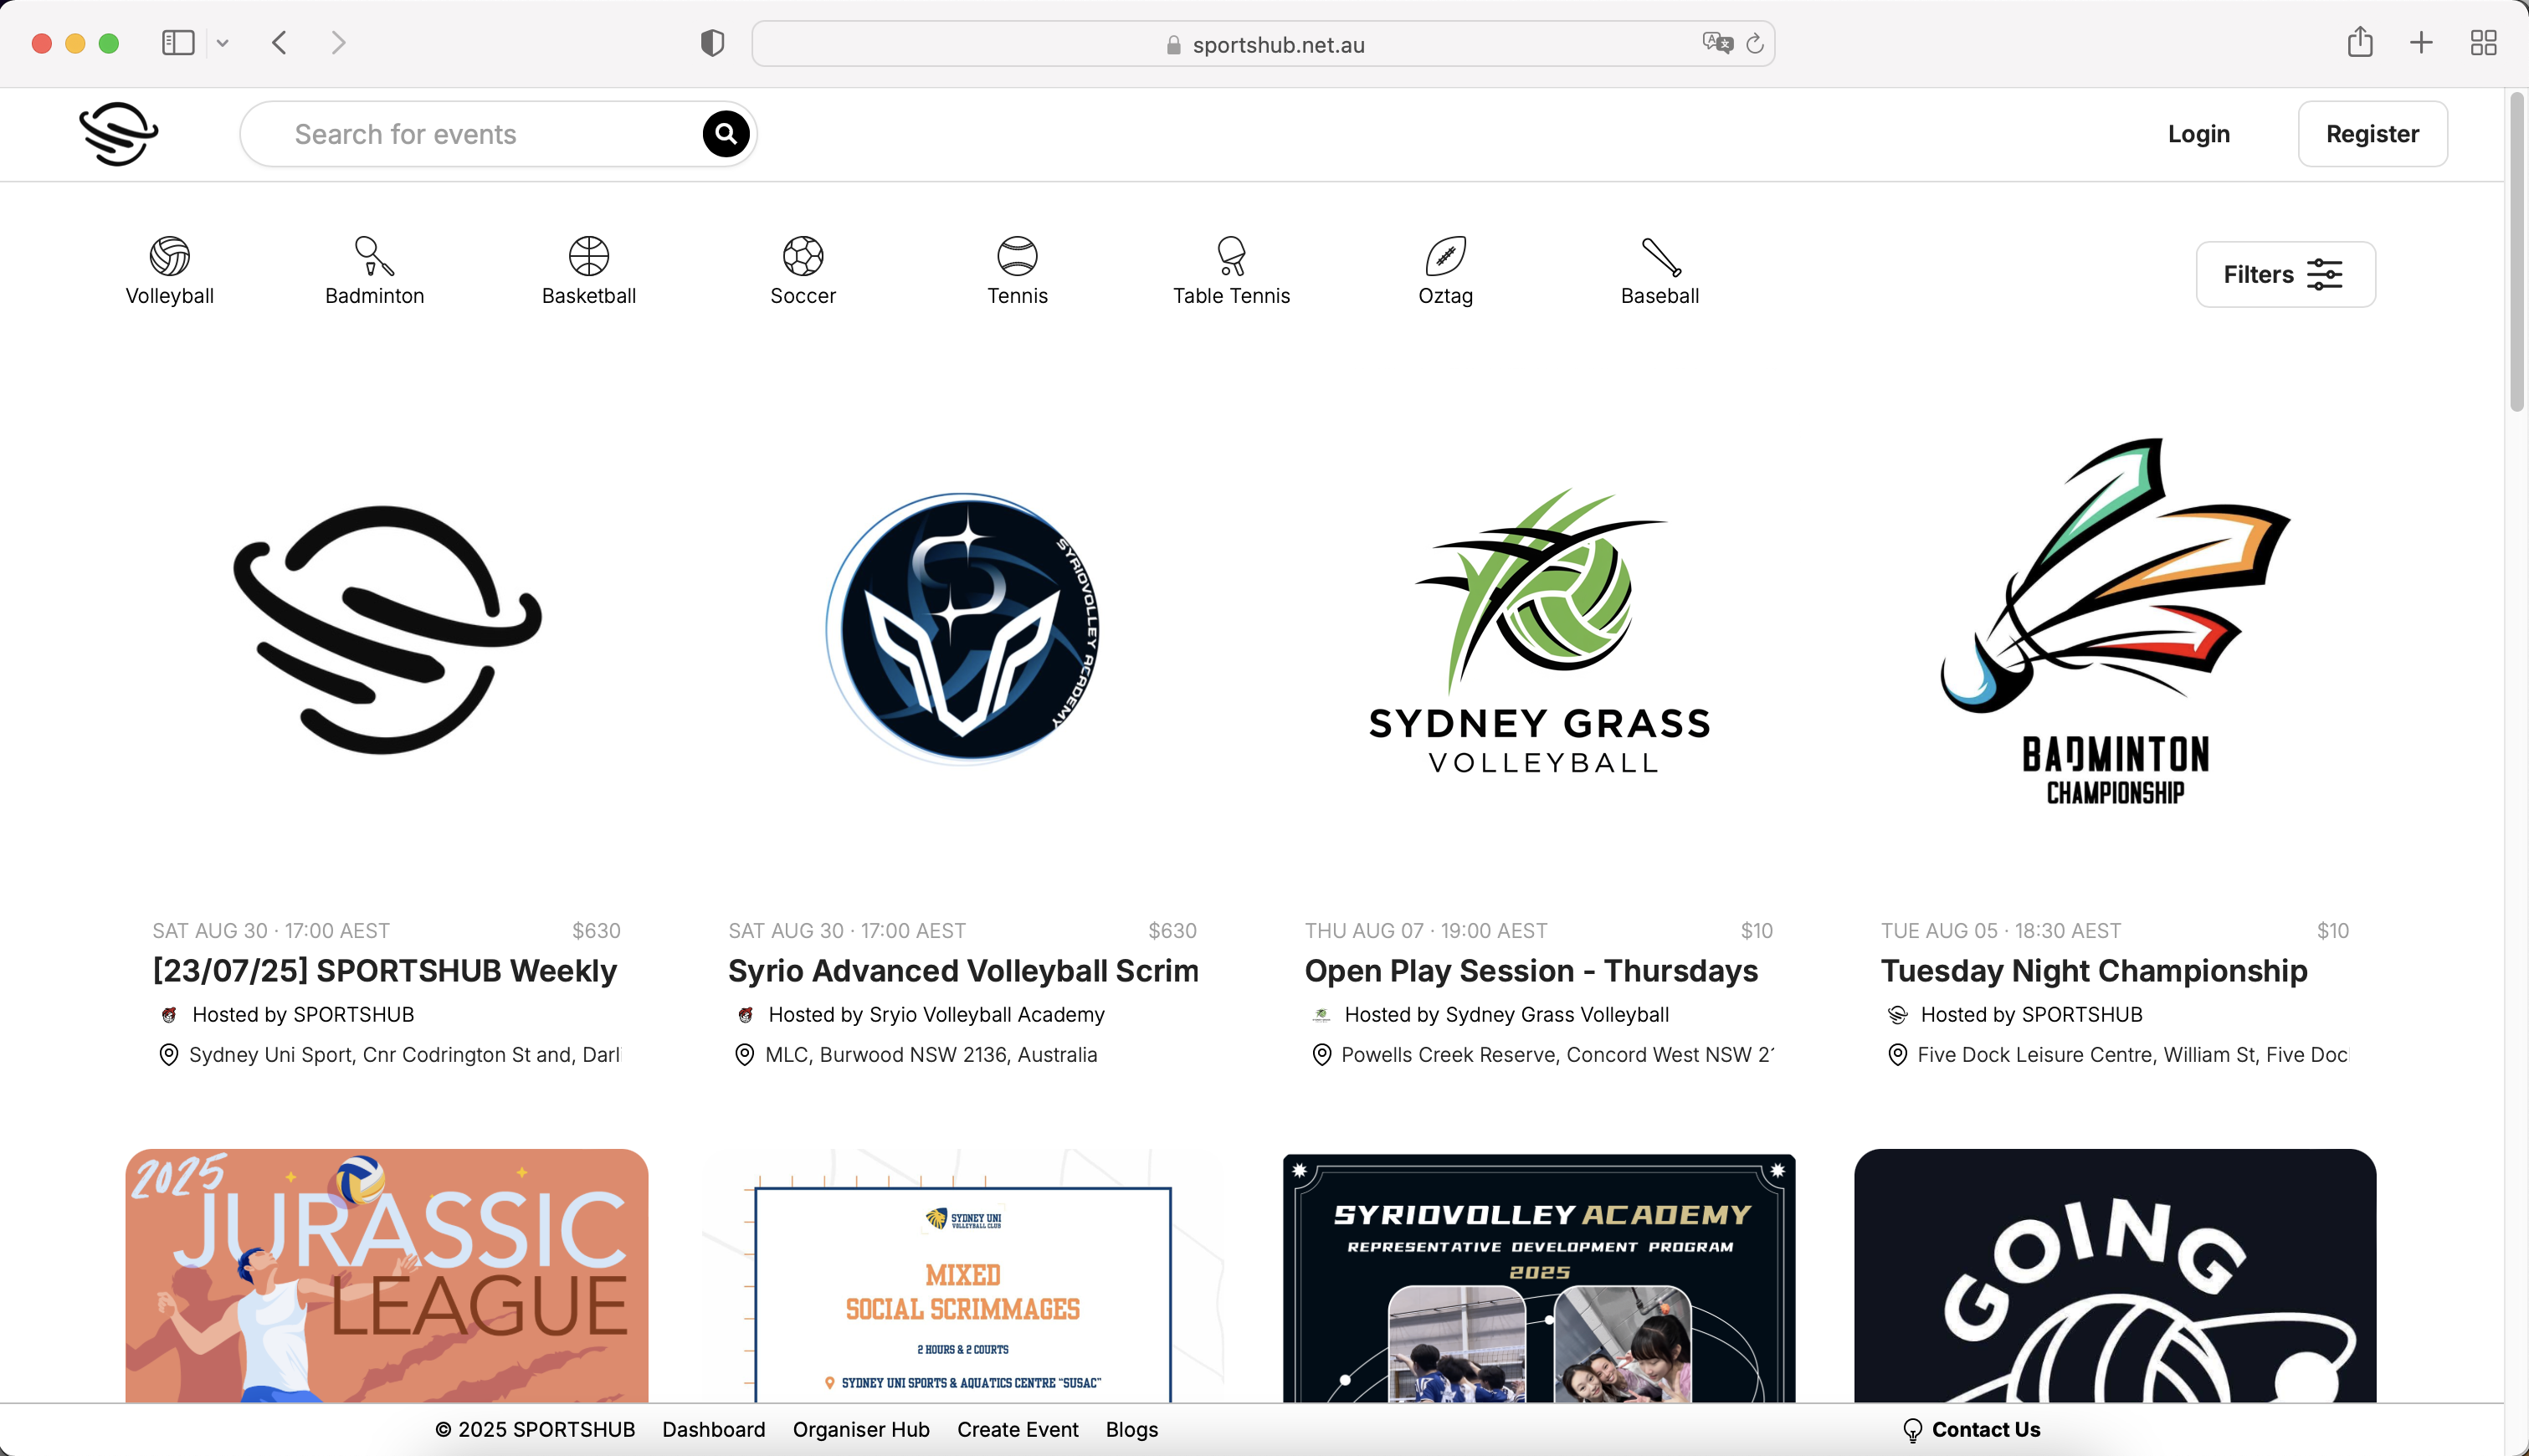 sportshub.net.au
Search for events
Login
Register
Volleyball
Badminton
Basketball
Soccer
Tennis
Table Tennis
Oztag
Baseball
Filters
SYRIOVOLLEY ACADEMY
SYDNEY GRASS
VOLLEYBALL
BADMINTON
CHAMPIONSHIP
SAT AUG 30 · 17:00 AEST $630
[23/07/25] SPORTSHUB Weekly
Hosted by SPORTSHUB
Sydney Uni Sport, Cnr Codrington St and, Darli
SAT AUG 30 · 17:00 AEST $630
Syrio Advanced Volleyball Scrim
Hosted by Sryio Volleyball Academy
MLC, Burwood NSW 2136, Australia
THU AUG 07 · 19:00 AEST $10
Open Play Session - Thursdays
Hosted by Sydney Grass Volleyball
Powells Creek Reserve, Concord West NSW
TUE AUG 05 · 18:30 AEST $10
Tuesday Night Championship
Hosted by SPORTSHUB
Five Dock Leisure Centre, William St, Five Doc
2025
JURASSIC
LEAGUE
SYDNEY UNI
VOLLEYBALL CLUB
MIXED
SOCIAL SCRIMMAGES
2 HOURS & 2 COURTS
SYDNEY UNI SPORTS & AQUATICS CENTRE "SUSAC"
SYRIOVOLLEY ACADEMY
REPRESENTATIVE DEVELOPMENT PROGRAM
2025
GOING
© 2025 SPORTSHUB
Dashboard
Organiser Hub
Create Event
Blogs
Contact Us